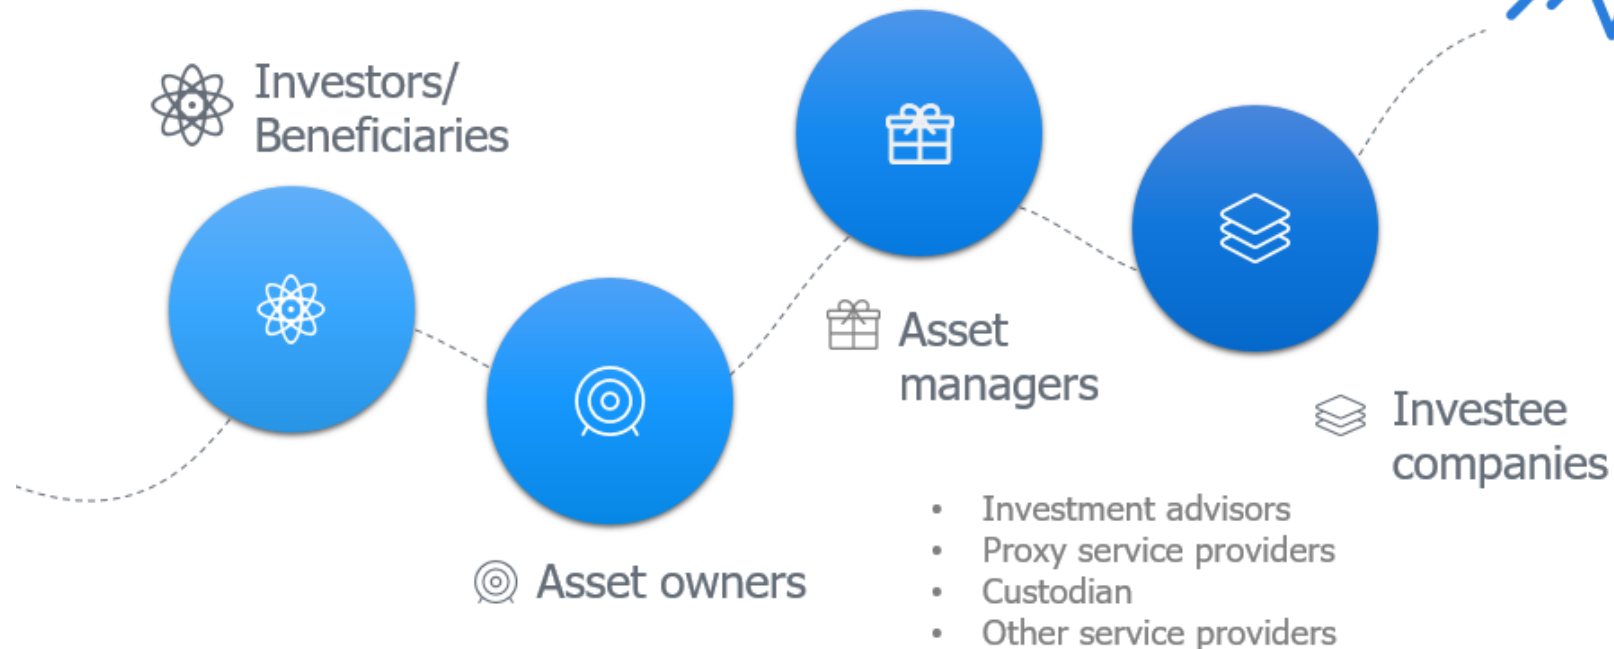 Investors/
Beneficiaries
Asset owners
Asset
managers
Investee
companies
• Investment advisors
• Proxy service providers
• Custodian
• Other service providers